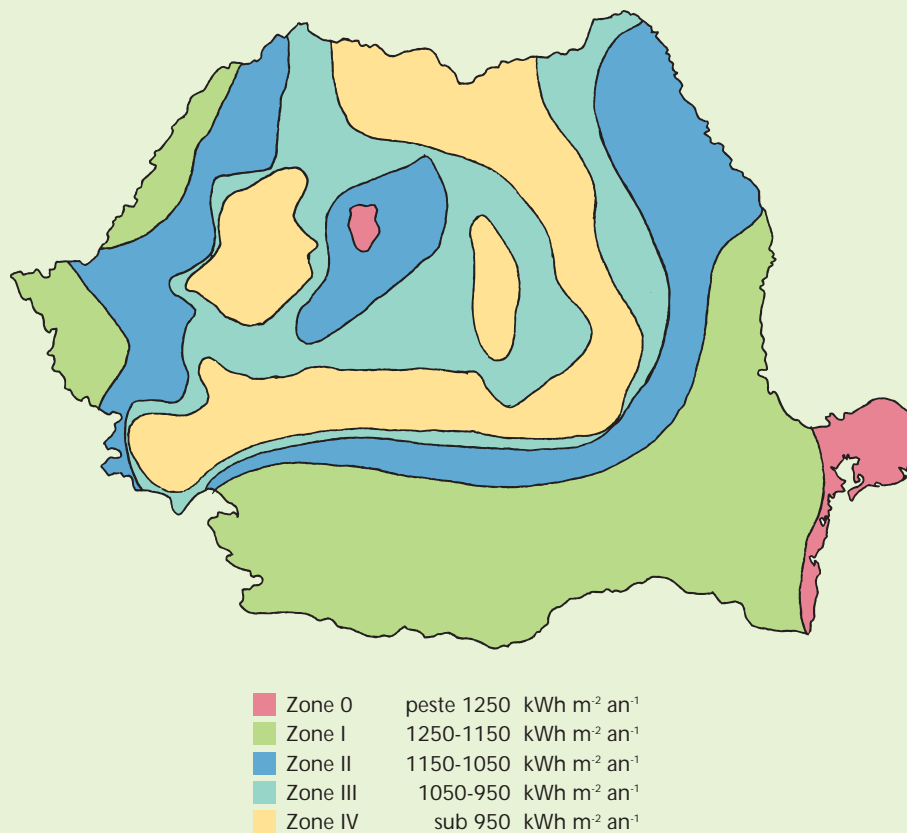 Zone 0 peste 1250 kWh m⁻² an⁻¹
Zone I 1250-1150 kWh m⁻² an⁻¹
Zone II 1150-1050 kWh m⁻² an⁻¹
Zone III 1050-950 kWh m⁻² an⁻¹
Zone IV sub 950 kWh m⁻² an⁻¹